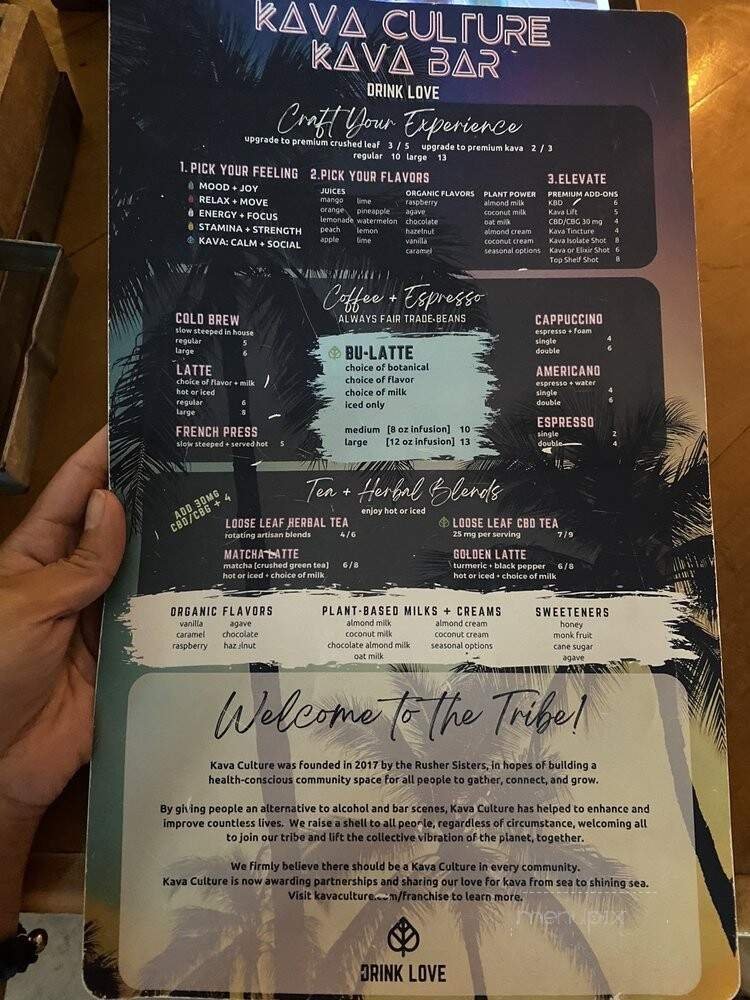 KAVA CULTURE
KAVA BAR
DRINK LOVE
Craft Your Experience
upgrade to premium crushed leaf 3 / 5 upgrade to premium kava 2 / 3
regular 10 large 13
1. PICK YOUR FEELING
MOOD + JOY
RELAX + MOVE
ENERGY + FOCUS
STAMINA + STRENGTH
KAVA: CALM + SOCIAL
2.PICK YOUR FLAVORS
JUICES
mango lime
orange pineapple
lemonade watermelon
peach lemon
apple lime
ORGANIC FLAVORS
raspberry
agave
chocolate
hazelnut
vanilla
caramel
PLANT POWER
almond milk
coconut milk
oat milk
almond cream
coconut cream
seasonal options
3.ELEVATE
PREMIUM ADD-ONS
KBD 6
Kava Lift 5
CBD/CBG 30 mg 4
Kava Tincture 4
Kava Isolate Shot 8
Kava or Elixir Shot 6
Top Shelf Shot 8
Coffee + Espresso
ALWAYS FAIR TRADE-BEANS
COLD BREW
slow steeped in house
regular 5
large 6
LATTE
choice of flavor + milk
hot or iced
regular 6
large 8
FRENCH PRESS
slow steeped + served hot 5
BU-LATTE
choice of botanical
choice of flavor
choice of milk
iced only
medium [8 oz infusion] 10
large [12 oz infusion] 13
CAPPUCCINO
espresso + foam
single 4
double 6
AMERICANO
espresso + water
single 4
double 6
ESPRESSO
single 2
double 4
Tea + Herbal Blends
enjoy hot or iced
ADD 30MG
CBD/CBG + 4
LOOSE LEAF HERBAL TEA
rotating artisan blends 4/6
MATCHA LATTE
matcha [crushed green tea] 6/8
hot or iced + choice of milk
LOOSE LEAF CBD TEA
25 mg per serving 7/9
GOLDEN LATTE
turmeric + black pepper 6/8
hot or iced + choice of milk
ORGANIC FLAVORS
vanilla agave
caramel chocolate
raspberry hazelnut
PLANT-BASED MILKS + CREAMS
almond milk almond cream
coconut milk coconut cream
chocolate almond milk seasonal options
oat milk
SWEETENERS
honey
monk fruit
cane sugar
agave
Welcome to the Tribe!
Kava Culture was founded in 2017 by the Rusher Sisters, in hopes of building a
health-conscious community space for all people to gather, connect, and grow.
By giving people an alternative to alcohol and bar scenes, Kava Culture has helped to enhance and
improve countless lives. We raise a shell to all people, regardless of circumstance, welcoming all
to join our tribe and lift the collective vibration of the planet, together.
We firmly believe there should be a Kava Culture in every community.
Kava Culture is now awarding partnerships and sharing our love for kava from sea to shining sea.
Visit kavaculture.com/franchise to learn more.
menupix
DRINK LOVE